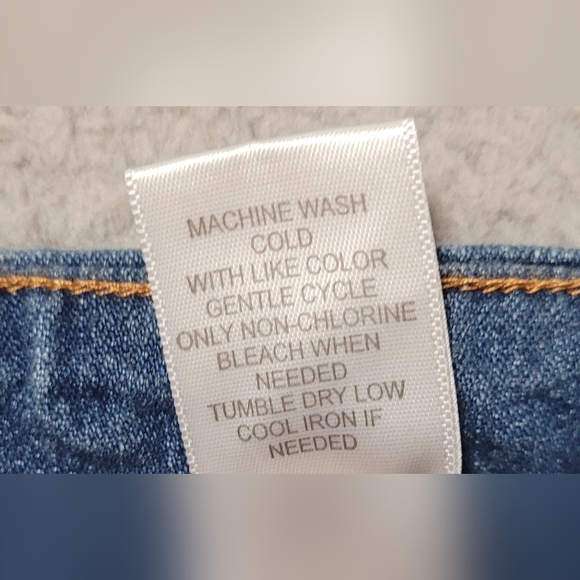 MACHINE WASH
COLD
WITH LIKE COLOR
GENTLE CYCLE
ONLY NON-CHLORINE
BLEACH WHEN
NEEDED
TUMBLE DRY LOW
COOL IRON IF
NEEDED